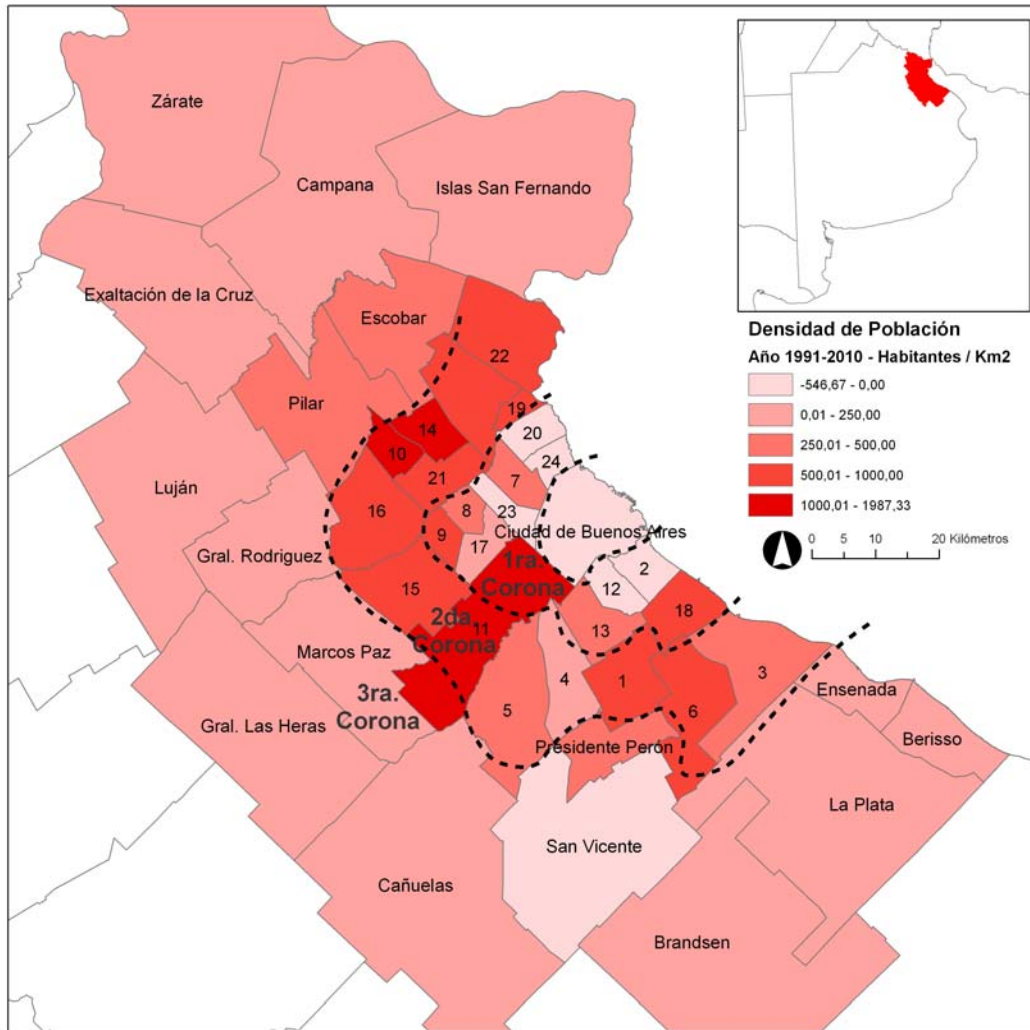 Zárate
Campana
Islas San Fernando
Exaltación de la Cruz
Escobar
22
Pilar
19
14
20
10
24
21
7
Luján
16
8
23
9
Ciudad de Buenos Aires
17
Gral. Rodriguez
1ra.
Corona
2
12
15
18
2da.
11
Corona
13
Marcos Paz
3
4
1
Ensenada
3ra.
Corona
5
6
Gral. Las Heras
Berisso
Presidente Perón
La Plata
San Vicente
Cañuelas
Brandsen
Densidad de Población
Año 1991-2010 - Habitantes / Km2
-546,67 - 0,00
0,01 - 250,00
250,01 - 500,00
500,01 - 1000,00
1000,01 - 1987,33
0 5 10 20 Kilómetros